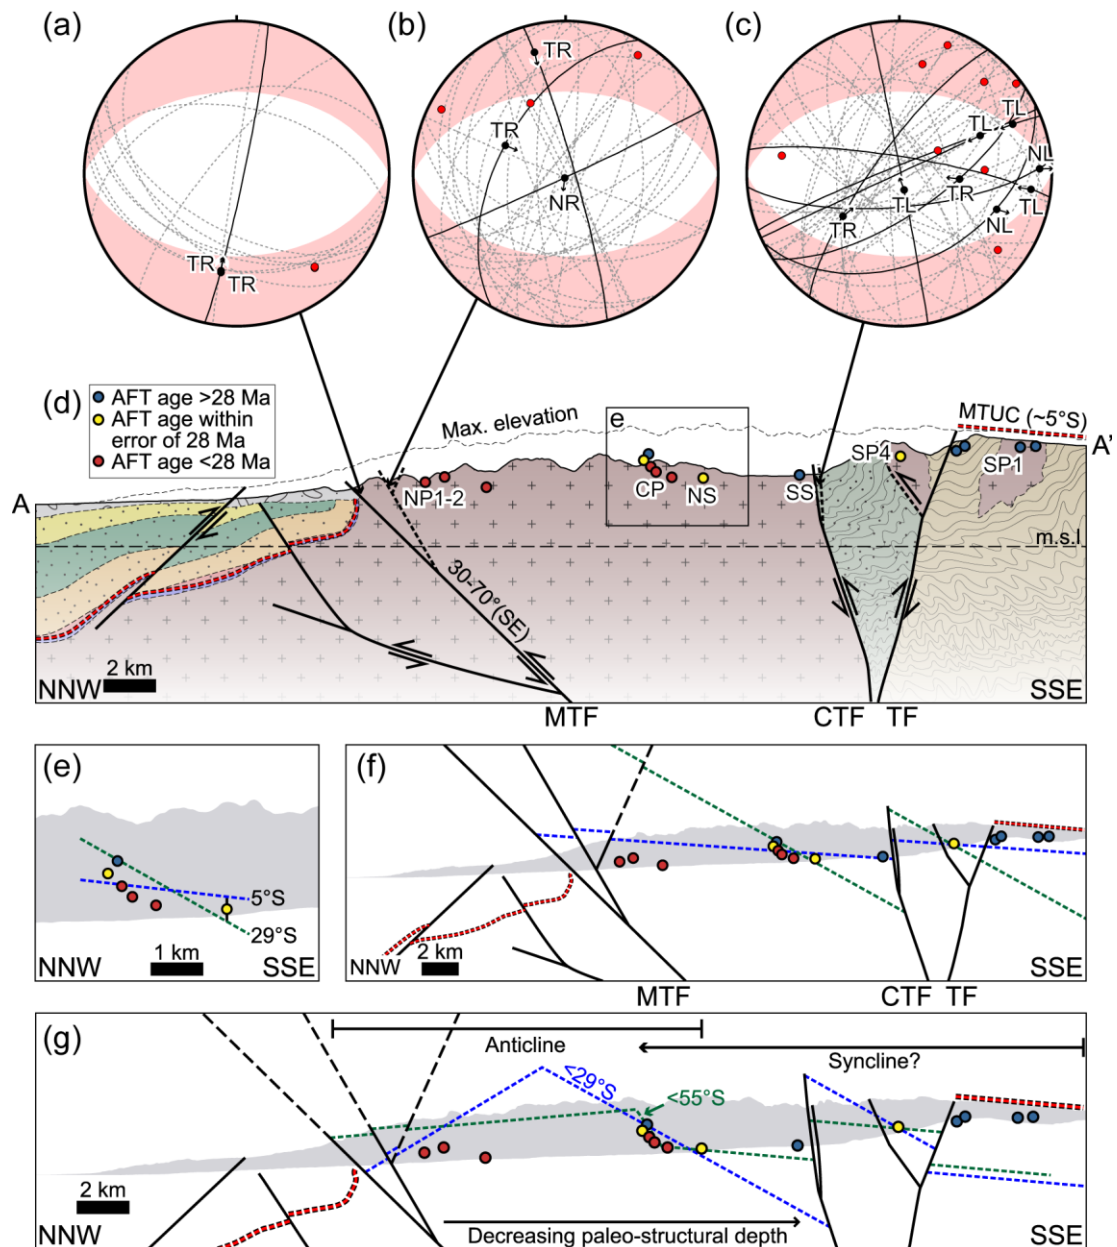 (a)
(b)
(c)
TR
TR
TR
TR
NR
TL
TL
NL
TR
TL
TL
NL
TR
(d)
AFT age >28 Ma
AFT age within
error of 28 Ma
AFT age <28 Ma
Max. elevation
e
MTUC (~5°S)
A
A'
NP1-2
CP
NS
SS
SP4
SP1
m.s.l
30-70°(SE)
2 km
NNW
SSE
MTF
CTF
TF
(e)
5°S
29°S
1 km
NNW
SSE
(f)
2 km
NNW
SSE
MTF
CTF
TF
(g)
Anticline
Syncline?
<29°S
<55°S
2 km
NNW
Decreasing paleo-structural depth
SSE